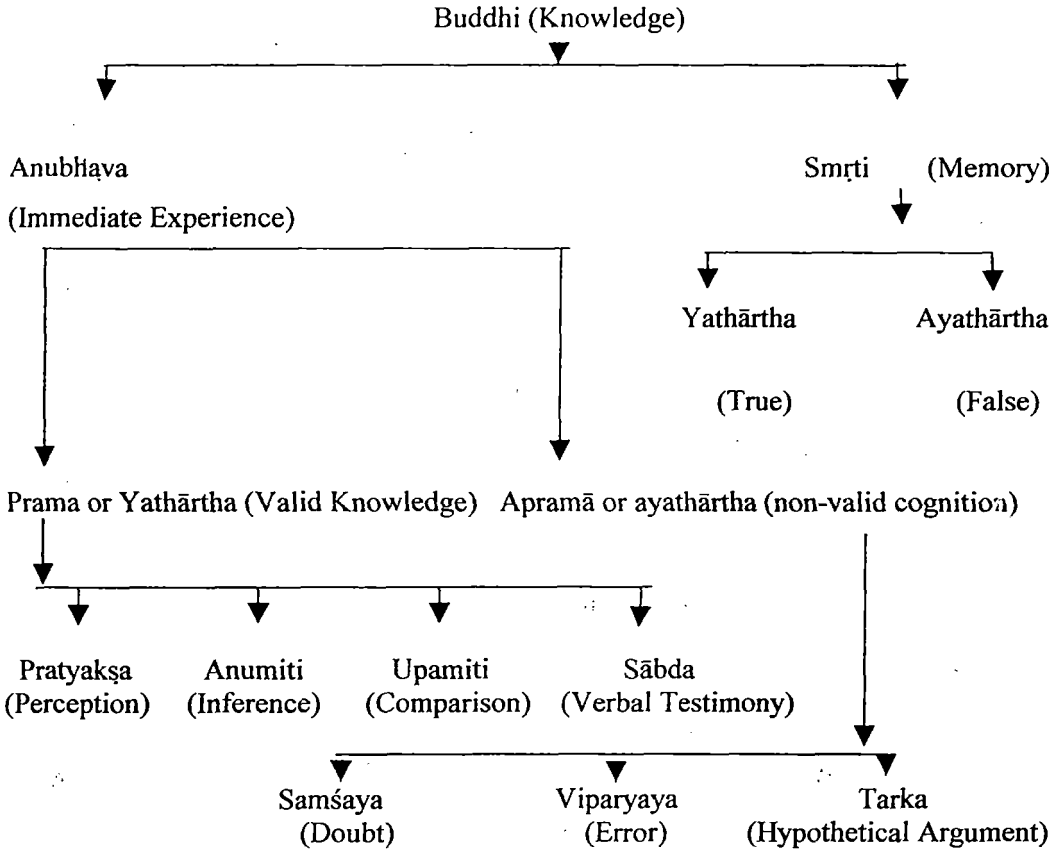 Buddhi (Knowledge)
Anubhạva
Smṛti (Memory)
(Immediate Experience)
Yathārtha Ayathārtha
(True) (False)
Prama or Yathārtha (Valid Knowledge) Apramā or ayathārtha (non-valid cognition)
Pratyakṣa Anumiti Upamiti Sābda
(Perception) (Inference) (Comparison) (Verbal Testimony)
Samśaya Viparyaya Tarka
(Doubt) (Error) (Hypothetical Argument)